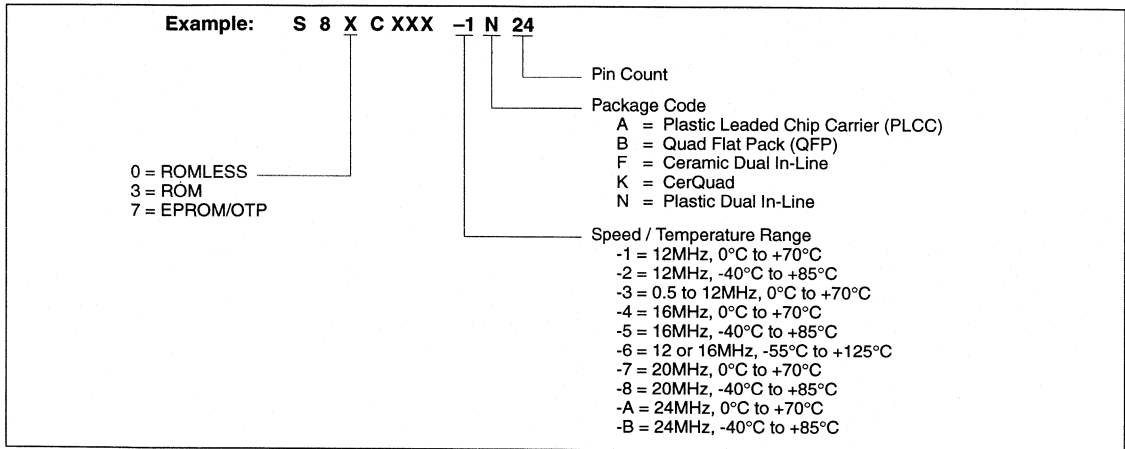 Example: S 8 X C XXX –1 N 24
Pin Count
Package Code
A = Plastic Leaded Chip Carrier (PLCC)
B = Quad Flat Pack (QFP)
F = Ceramic Dual In-Line
K = CerQuad
N = Plastic Dual In-Line
0 = ROMLESS
3 = ROM
7 = EPROM/OTP
Speed / Temperature Range
-1 = 12MHz, 0°C to +70°C
-2 = 12MHz, -40°C to +85°C
-3 = 0.5 to 12MHz, 0°C to +70°C
-4 = 16MHz, 0°C to +70°C
-5 = 16MHz, -40°C to +85°C
-6 = 12 or 16MHz, -55°C to +125°C
-7 = 20MHz, 0°C to +70°C
-8 = 20MHz, -40°C to +85°C
-A = 24MHz, 0°C to +70°C
-B = 24MHz, -40°C to +85°C